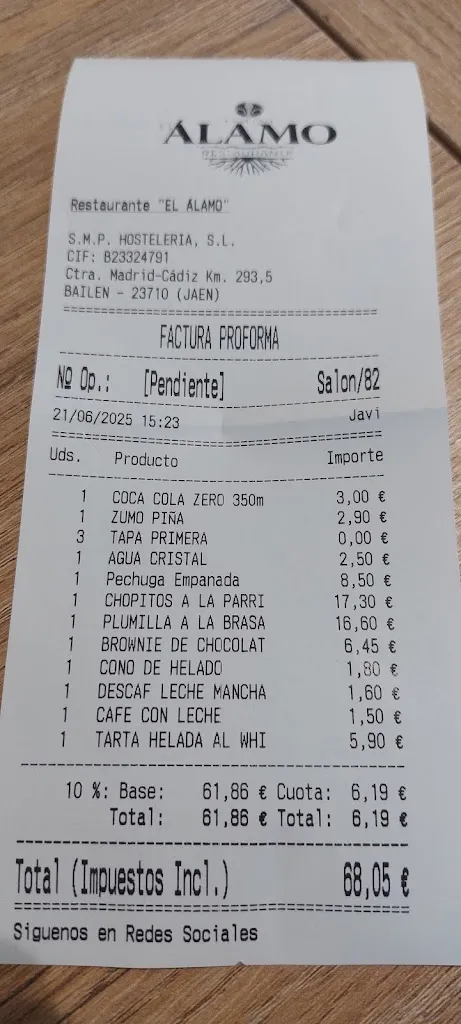 ÁLAMO
RESTAURANTE
Restaurante "EL ÁLAMO"
S.M.P. HOSTELERIA, S.L.
CIF: B23324791
Ctra. Madrid-Cádiz Km. 293,5
BAILEN - 23710 (JAEN)
FACTURA PROFORMA
Nº Op.: [Pendiente] Salon/82
21/06/2025 15:23 Javi
Uds. Producto Importe
1 COCA COLA ZERO 350m 3,00 €
1 ZUMO PIÑA 2,90 €
3 TAPA PRIMERA 0,00 €
1 AGUA CRISTAL 2,50 €
1 Pechuga Empanada 8,50 €
1 CHOPITOS A LA PARRI 17,30 €
1 PLUMILLA A LA BRASA 16,60 €
1 BROWNIE DE CHOCOLAT 6,45 €
1 CONO DE HELADO 1,80 €
1 DESCAF LECHE MANCHA 1,60 €
1 CAFE CON LECHE 1,50 €
1 TARTA HELADA AL WHI 5,90 €
10 %: Base: 61,86 € Cuota: 6,19 €
Total: 61,86 € Total: 6,19 €
Total (Impuestos Incl.) 68,05 €
Siguenos en Redes Sociales